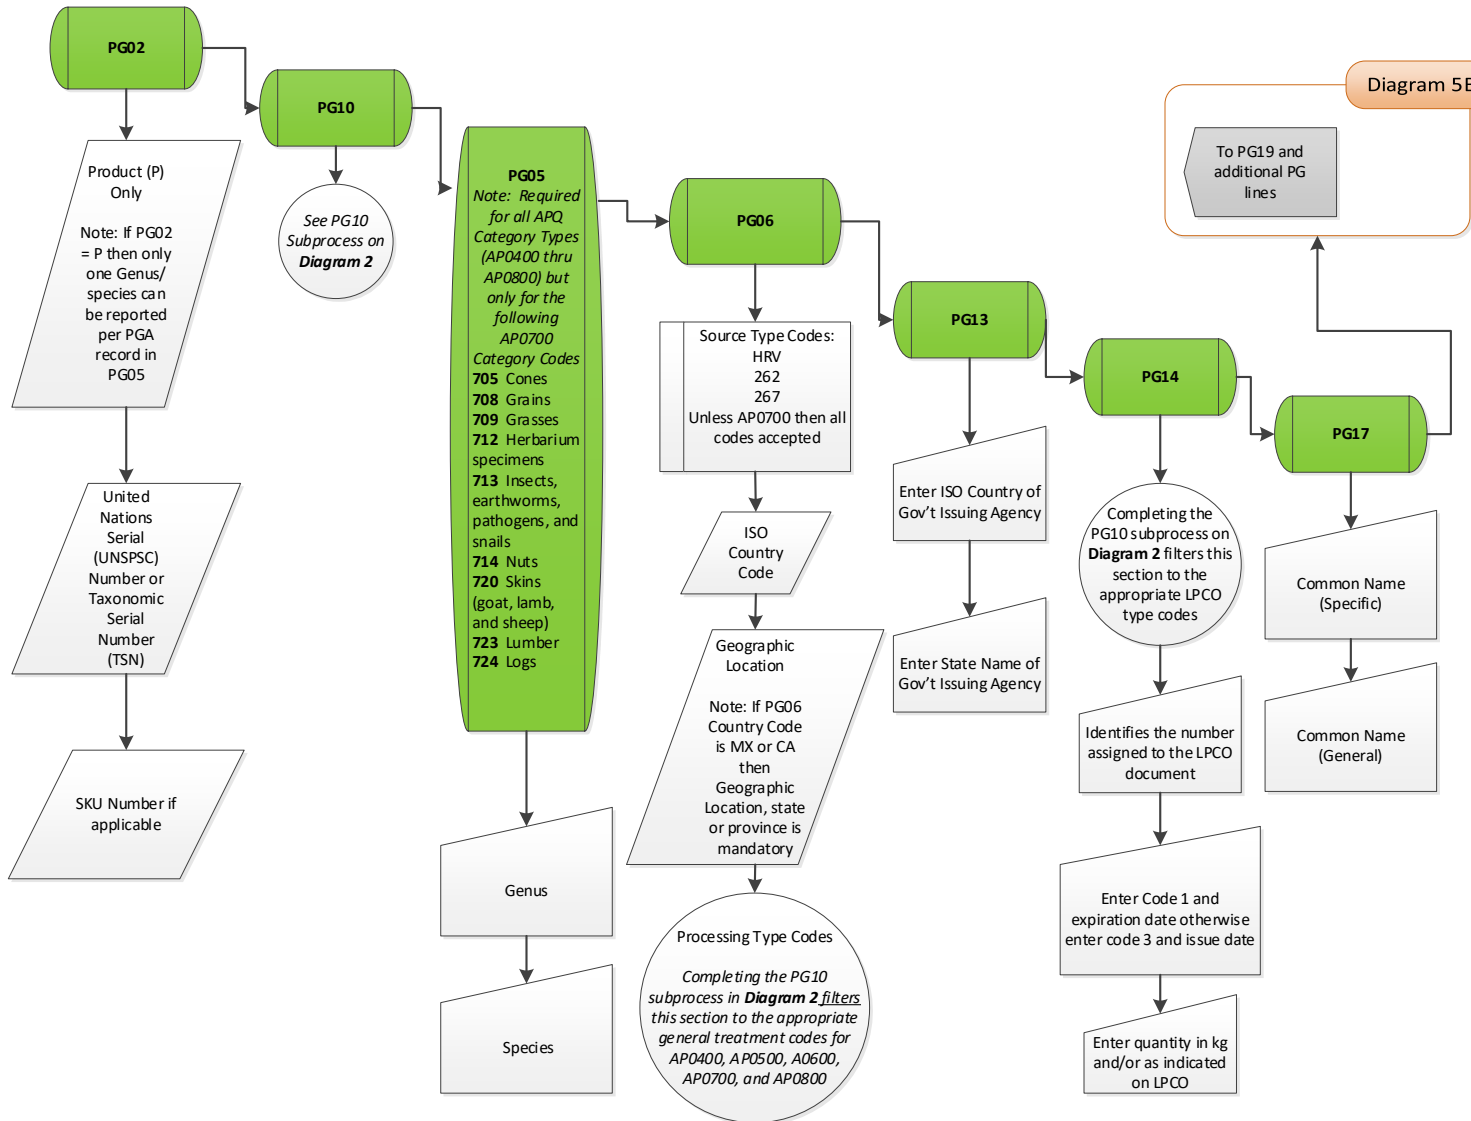 PG02
Product (P)
Only
Note: If PG02
= P then only
one Genus/
species can
be reported
per PGA
record in
PG05
United
Nations
Serial
(UNSPSC)
Number or
Taxonomic
Serial
Number
(TSN)
SKU Number if
applicable
PG10
See PG10
Subprocess on
Diagram 2
PG05
Note: Required
for all APQ
Category Types
(AP0400 thru
AP0800) but
only for the
following
AP0700
Category Codes
705 Cones
708 Grains
709 Grasses
712 Herbarium
specimens
713 Insects,
earthworms,
pathogens, and
snails
714 Nuts
720 Skins
(goat, lamb,
and sheep)
723 Lumber
724 Logs
Genus
Species
PG06
Source Type Codes:
HRV
262
267
Unless AP0700 then all
codes accepted
ISO
Country
Code
Geographic
Location
Note: If PG06
Country Code
is MX or CA
then
Geographic
Location, state
or province is
mandatory
Processing Type Codes
Completing the PG10
subprocess in Diagram 2 filters
this section to the appropriate
general treatment codes for
AP0400, AP0500, A0600,
AP0700, and AP0800
PG13
Enter ISO Country of
Gov't Issuing Agency
Enter State Name of
Gov't Issuing Agency
PG14
Completing the
PG10 subprocess on
Diagram 2 filters this
section to the
appropriate LPCO
type codes
Identifies the number
assigned to the LPCO
document
Enter Code 1 and
expiration date otherwise
enter code 3 and issue date
Enter quantity in kg
and/or as indicated
on LPCO
PG17
Common Name
(Specific)
Common Name
(General)
Diagram 5B
To PG19 and
additional PG
lines